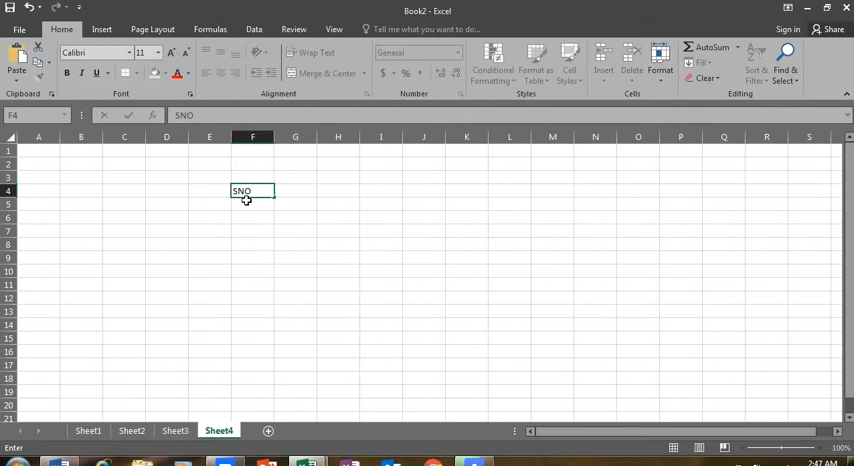 Book2 - Excel
File Home Insert Page Layout Formulas Data Review View Tell me what you want to do... Sign in Share
Paste
Clipboard
Calibri 11 A A
B I U A
Font
Wrap Text
Merge & Center
Alignment
General
$ % ,
Number
Conditional Formatting
Format as Table
Cell Styles
Styles
Insert Delete Format
Cells
AutoSum
Fill
Clear
Sort & Filter
Find & Select
Editing
F4 fx SNO
A B C D E F G H I J K L M N O P Q R S
1
2
3
4 SNO
5
6
7
8
9
10
11
12
13
14
15
16
17
18
19
20
21
Sheet1 Sheet2 Sheet3 Sheet4
Enter 100%
2:47 AM